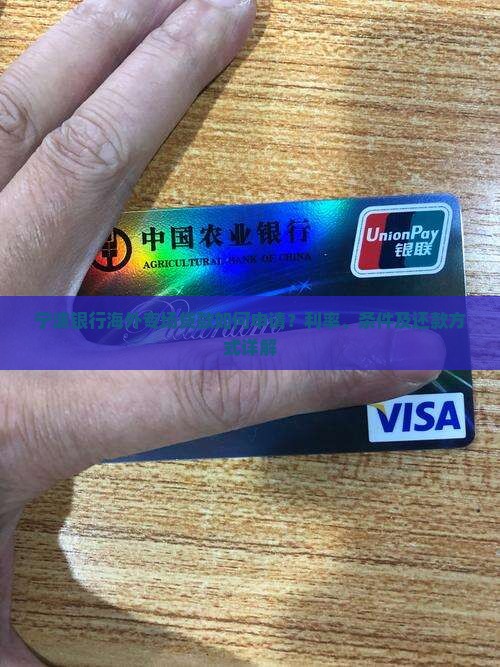 中国农业银行
AGRICULTURAL BANK OF CHINA
UnionPay
银联
Platinum
宁波银行海外专线贷款如何申请？利率、条件及还款方
式详解
VISA